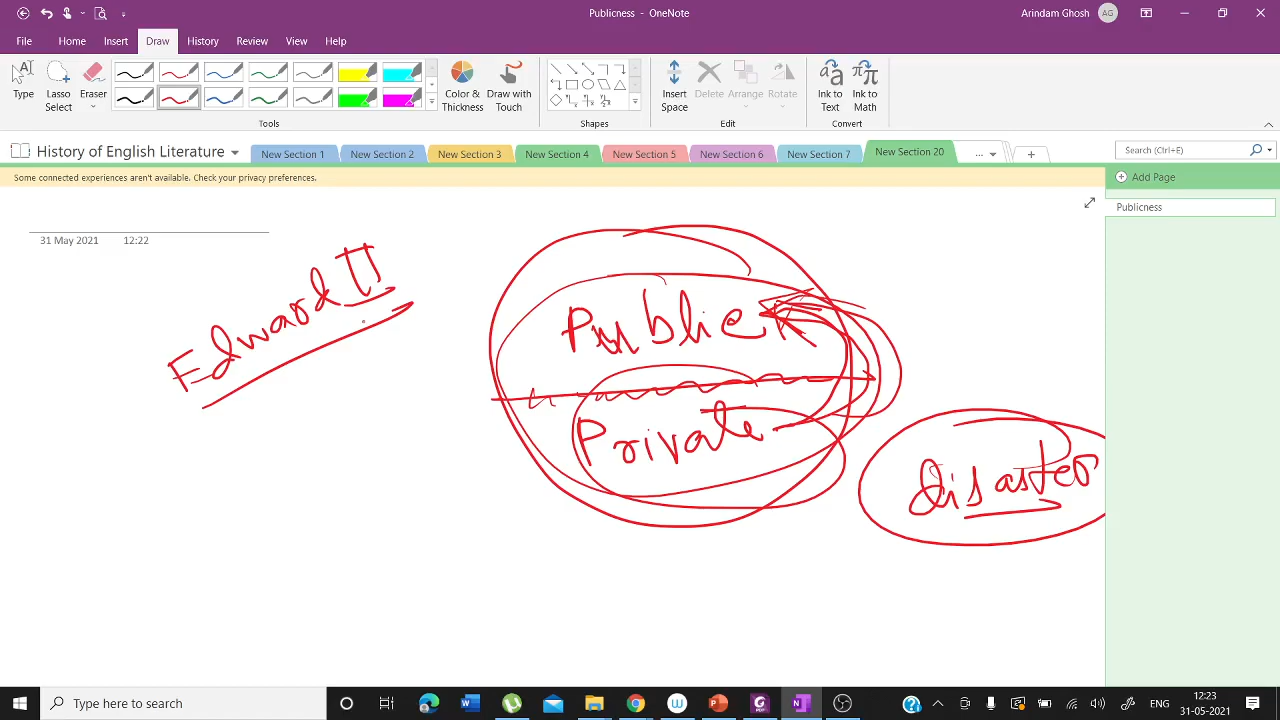 Publicness - OneNote
Arindam Ghosh AG
File Home Insert Draw History Review View Help
Type
Lasso Select
Eraser
Color & Thickness
Draw with Touch
Insert Space
Delete
Arrange
Rotate
Ink to Text
Ink to Math
Tools Shapes Edit Convert
History of English Literature
New Section 1 New Section 2 New Section 3 New Section 4 New Section 5 New Section 6 New Section 7 New Section 20 ...
Search (Ctrl+E)
Some connected experiences aren't available. Check your privacy preferences.
Add Page
Publicness
31 May 2021 12:22
Edward II
Public
Private
disaster
Type here to search
ENG
12:23
31-05-2021